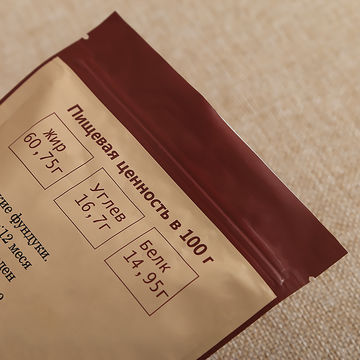 Пищевая ценность в 100 г
Жир
60,75г
Углев
16,7г
Белк
14,95г
фундуки.
12 меся